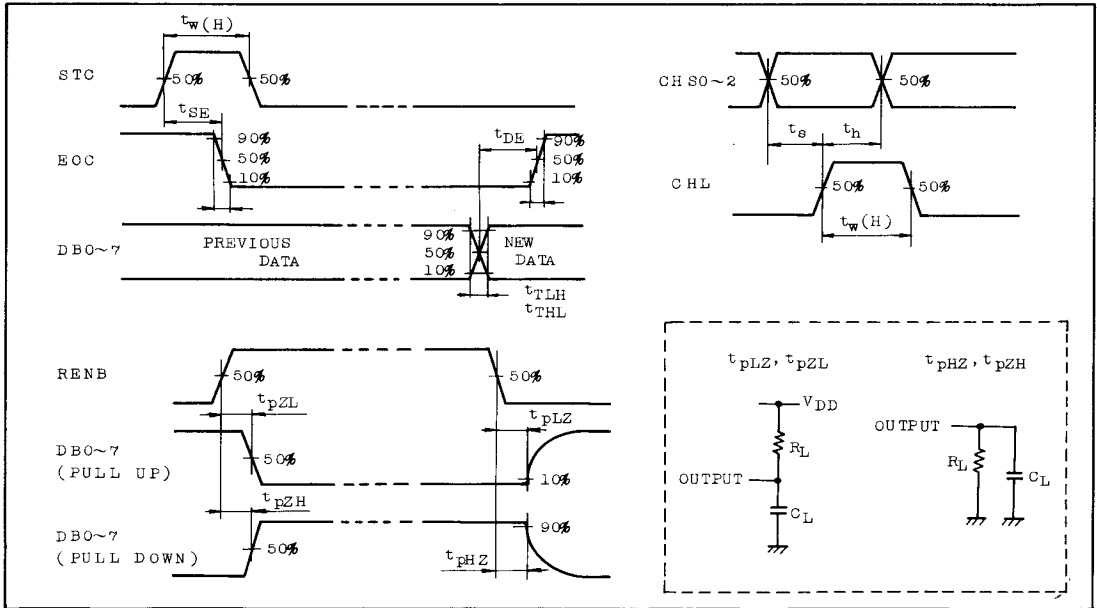 tw(H)
STC
50%
50%
tSE
EOC
90%
50%
10%
tDE
90%
50%
10%
DB0~7
PREVIOUS
DATA
90%
50%
10%
NEW
DATA
tTLH
tTHL
CHS0~2
50%
50%
ts
th
CHL
50%
50%
tw(H)
RENB
50%
50%
tpZL
tpLZ
DB0~7
(PULL UP)
50%
10%
tpZH
DB0~7
(PULL DOWN)
50%
90%
tpHZ
tpLZ, tpZL
VDD
RL
OUTPUT
CL
tpHZ, tpZH
OUTPUT
RL
CL